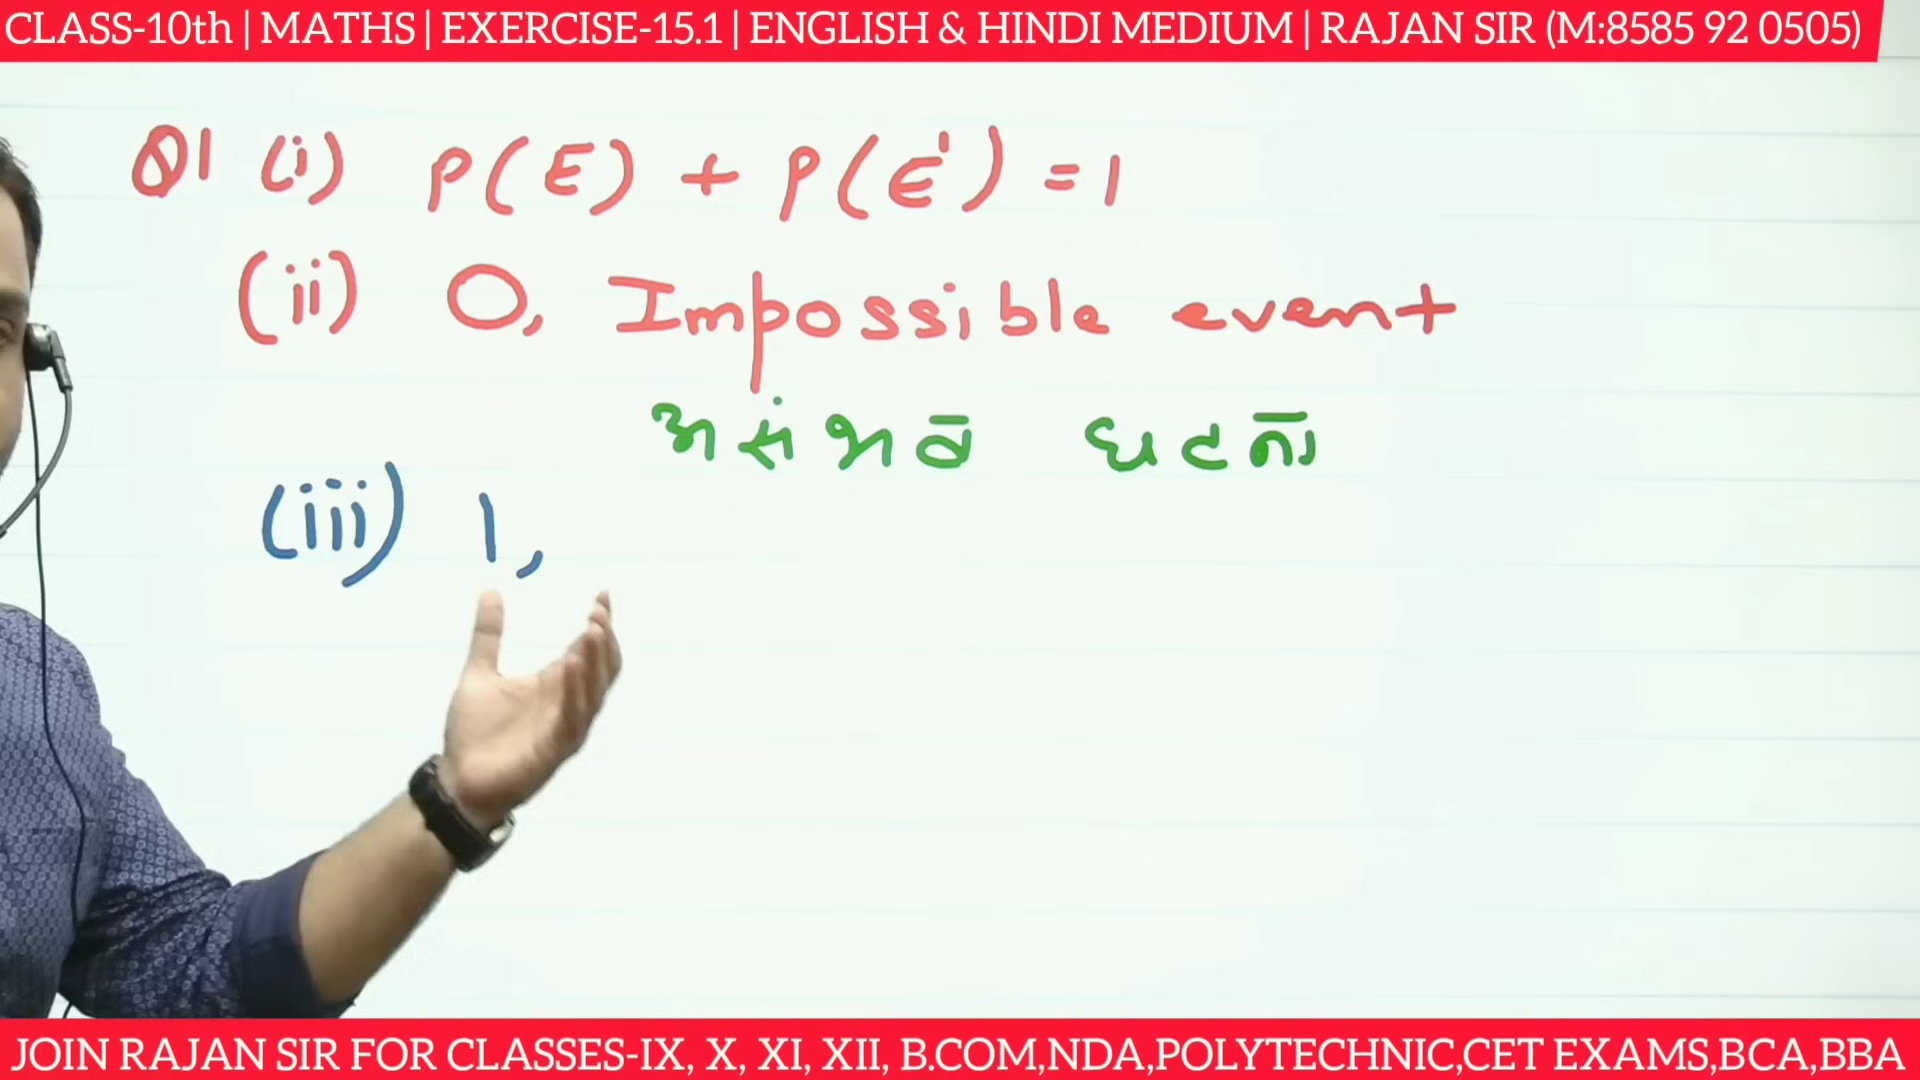 CLASS-10th | MATHS | EXERCISE-15.1 | ENGLISH & HINDI MEDIUM | RAJAN SIR (M:8585 92 0505)
Q1 (i) P(E) + P(E') = 1
(ii) 0, Impossible event
असंभव घटना
(iii) 1,
JOIN RAJAN SIR FOR CLASSES-IX, X, XI, XII, B.COM,NDA,POLYTECHNIC,CET EXAMS,BCA,BBA